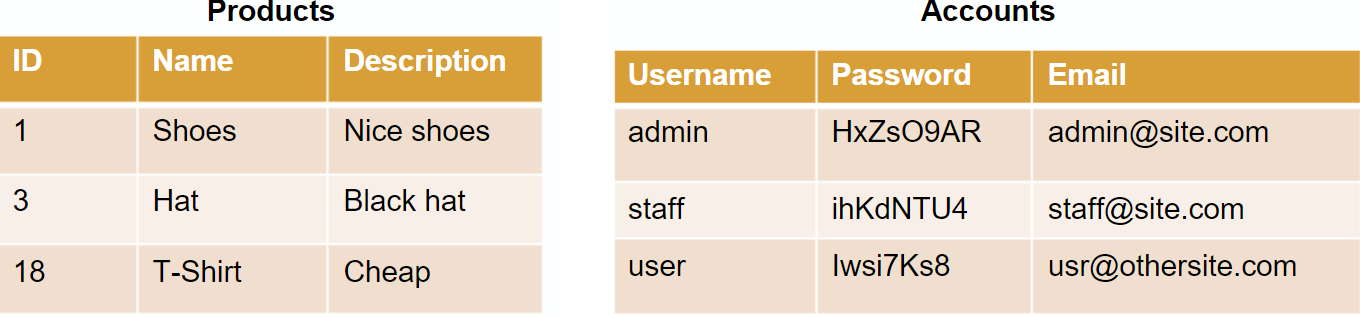 Products
ID Name Description
1 Shoes Nice shoes
3 Hat Black hat
18 T-Shirt Cheap
Accounts
Username Password Email
admin HxZsO9AR admin@site.com
staff ihKdNTU4 staff@site.com
user Iwsi7Ks8 usr@othersite.com